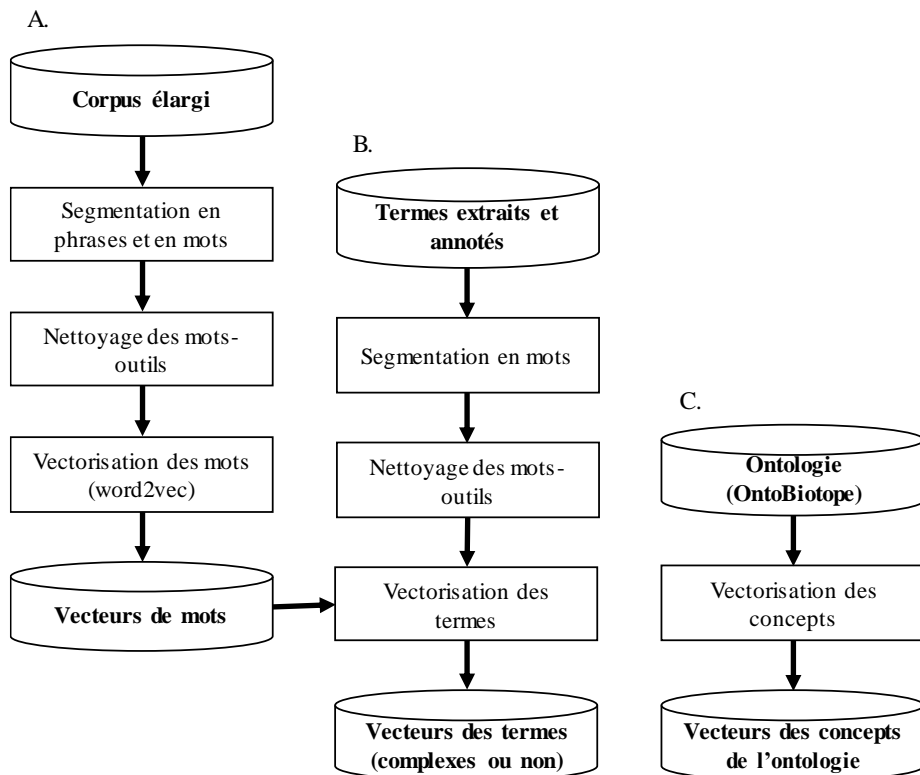 A.
Corpus élargi
Segmentation en
phrases et en mots
Nettoyage des mots-
outils
Vectorisation des mots
(word2vec)
Vecteurs de mots
B.
Termes extraits et
annotés
Segmentation en mots
Nettoyage des mots-
outils
Vectorisation des
termes
Vecteurs des termes
(complexes ou non)
C.
Ontologie
(OntoBiotope)
Vectorisation des
concepts
Vecteurs des concepts
de l'ontologie